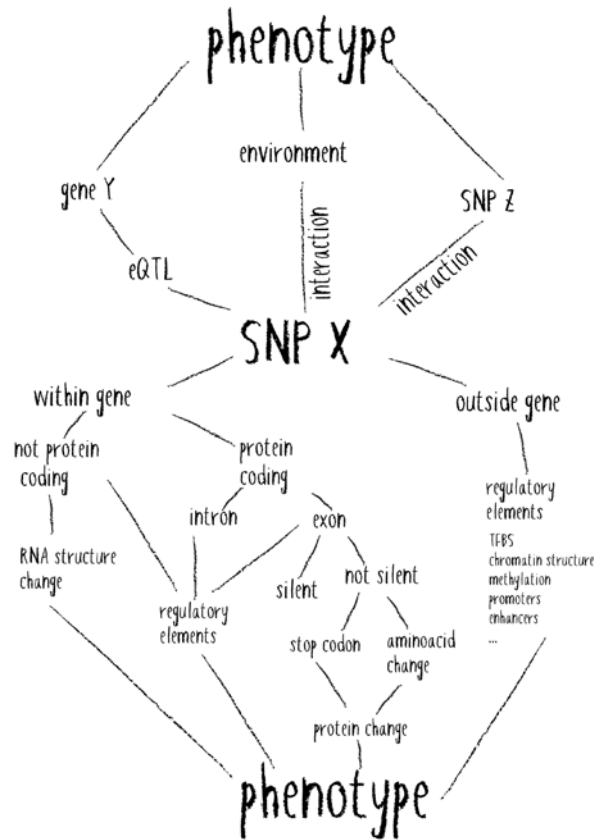 phenotype
environment
gene Y
SNP Z
eQTL
interaction
interaction
SNP X
within gene
outside gene
not protein
coding
protein
coding
regulatory
elements
intron
exon
TFBS
chromatin structure
methylation
promoters
enhancers
...
RNA structure
change
silent
not silent
regulatory
elements
stop codon
aminoacid
change
protein change
phenotype